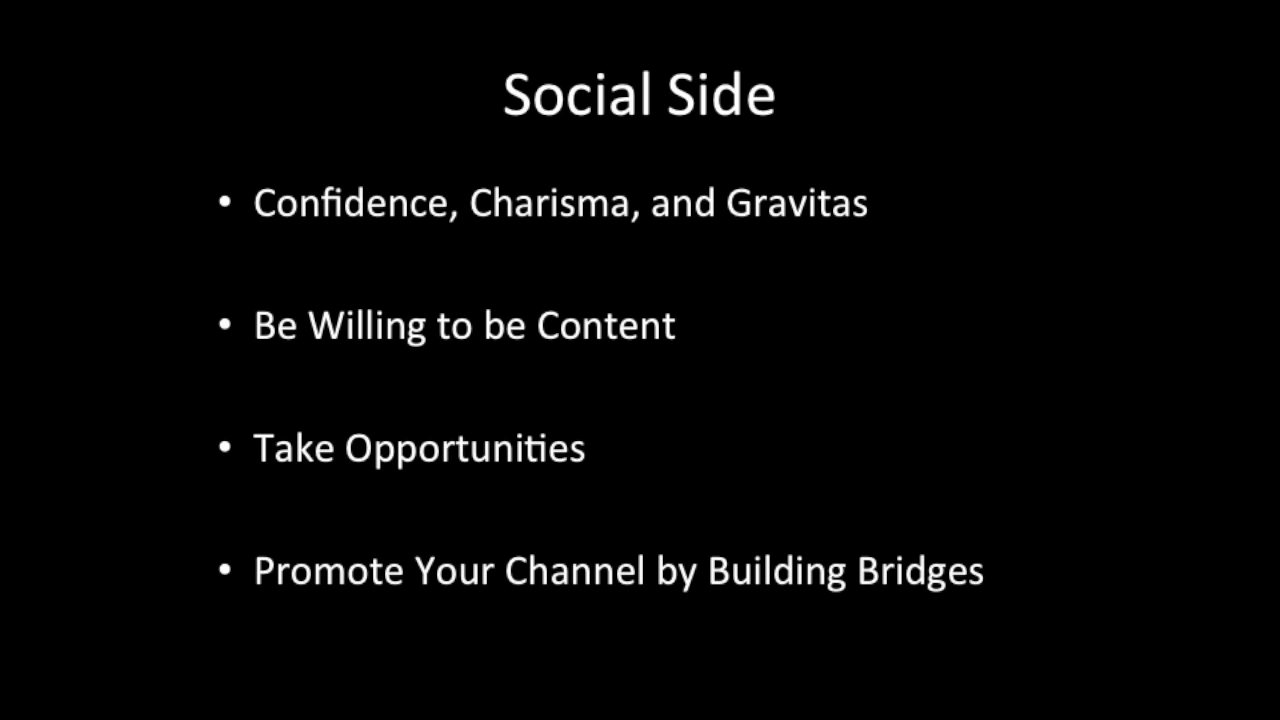 Social Side
• Confidence, Charisma, and Gravitas
• Be Willing to be Content
• Take Opportunities
• Promote Your Channel by Building Bridges